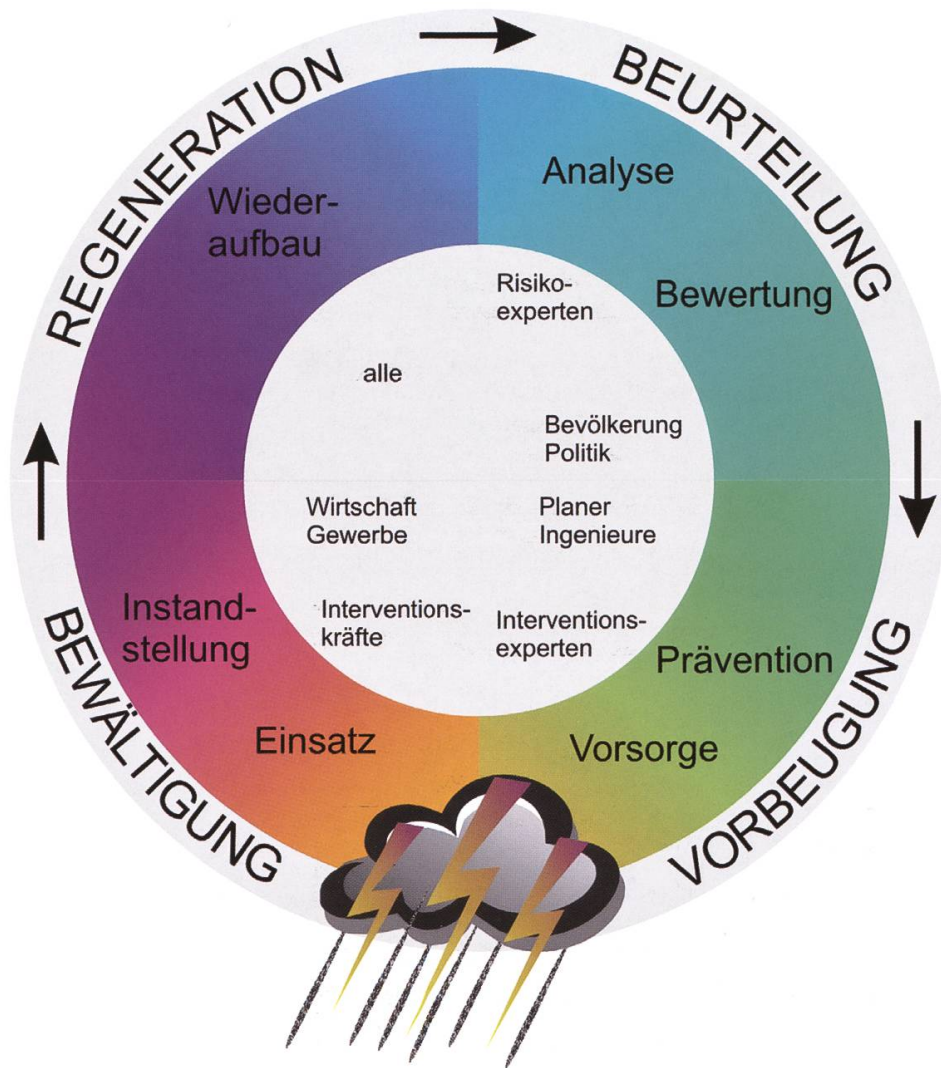 REGENERATION
BEURTEILUNG
VORBEUGUNG
BEWÄLTIGUNG
Analyse
Bewertung
Prävention
Vorsorge
Einsatz
Instand-
stellung
Wieder-
aufbau
Risiko-
experten
alle
Bevölkerung
Politik
Wirtschaft
Gewerbe
Planer
Ingenieure
Interventions-
kräfte
Interventions-
experten